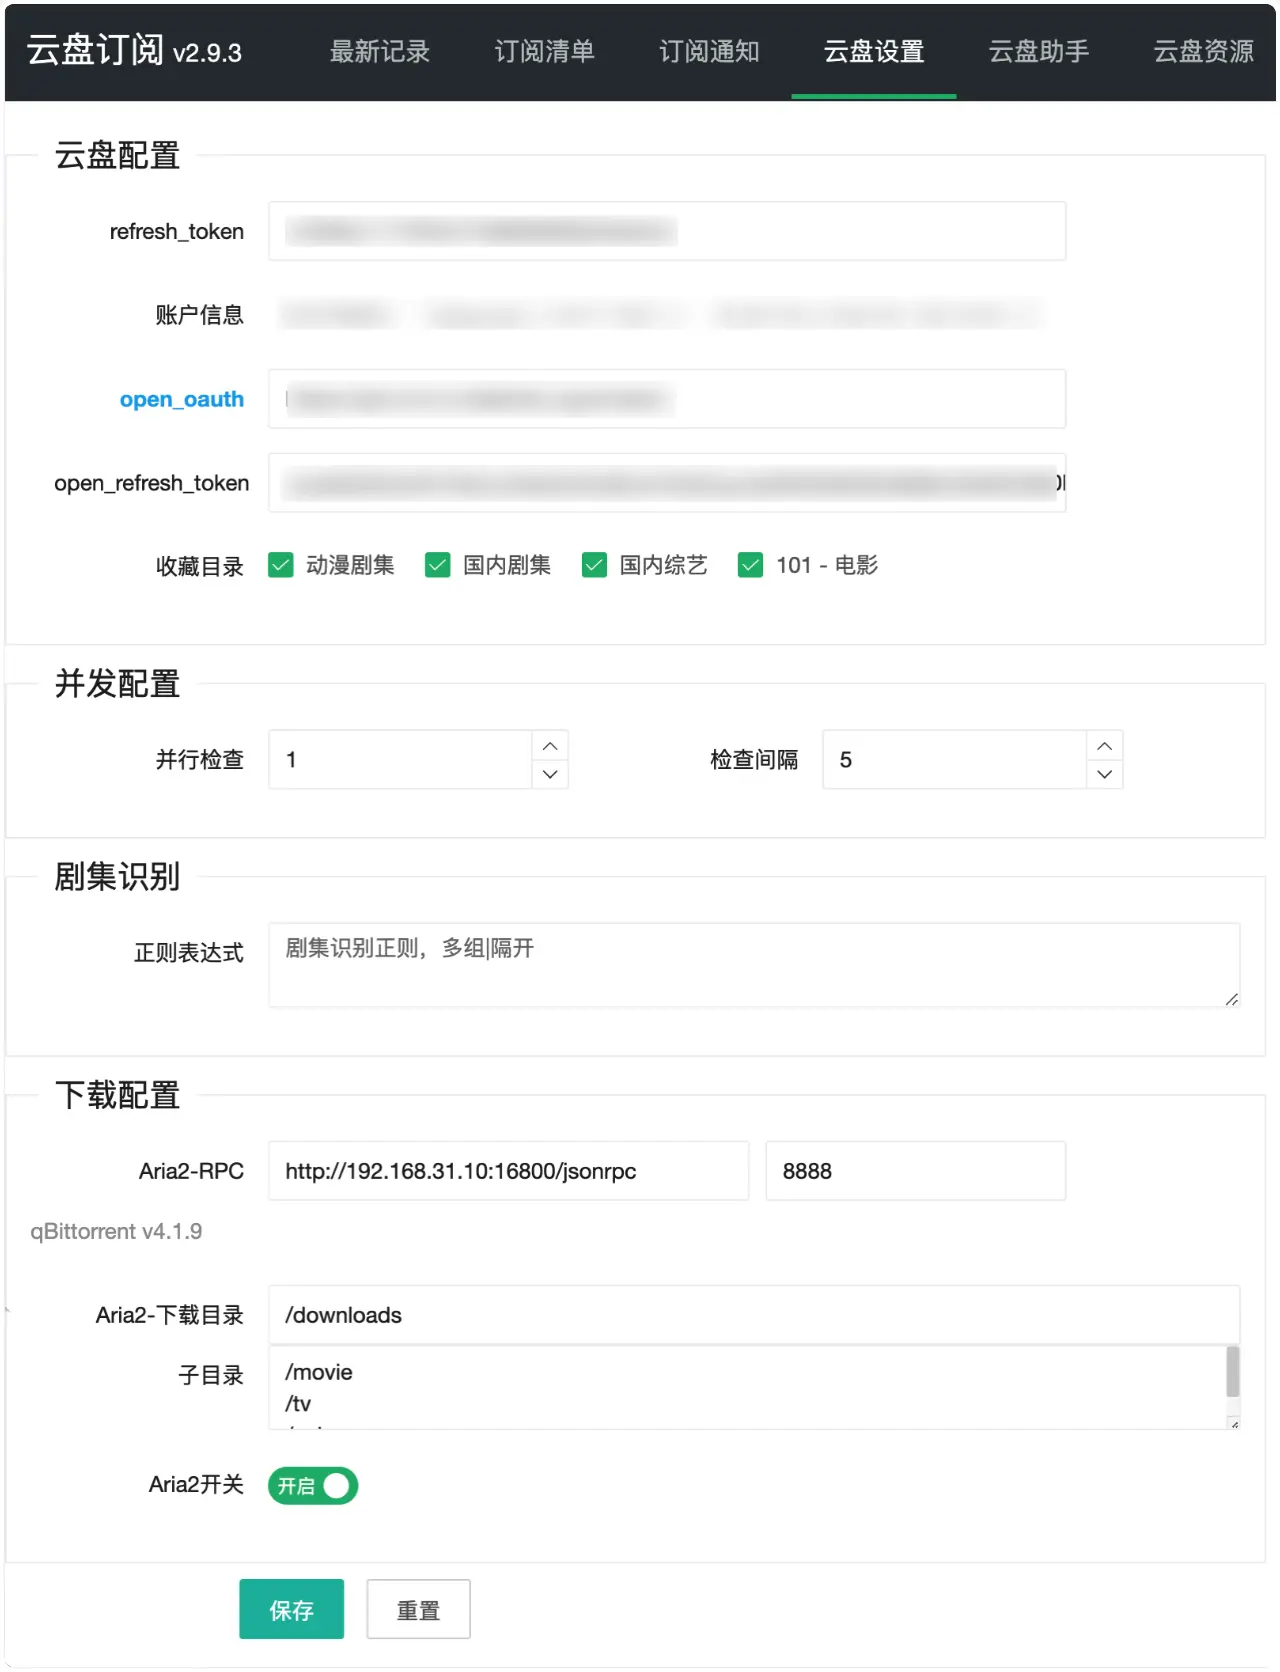 云盘订阅 v2.9.3 最新记录 订阅清单 订阅通知 云盘设置 云盘助手 云盘资源
云盘配置
refresh_token
账户信息
open_oauth
open_refresh_token
收藏目录 动漫剧集 国内剧集 国内综艺 101 - 电影
并发配置
并行检查 1 检查间隔 5
剧集识别
正则表达式 剧集识别正则，多组|隔开
下载配置
Aria2-RPC http://192.168.31.10:16800/jsonrpc 8888
qBittorrent v4.1.9
Aria2-下载目录 /downloads
子目录 /movie
/tv
Aria2开关 开启
保存 重置